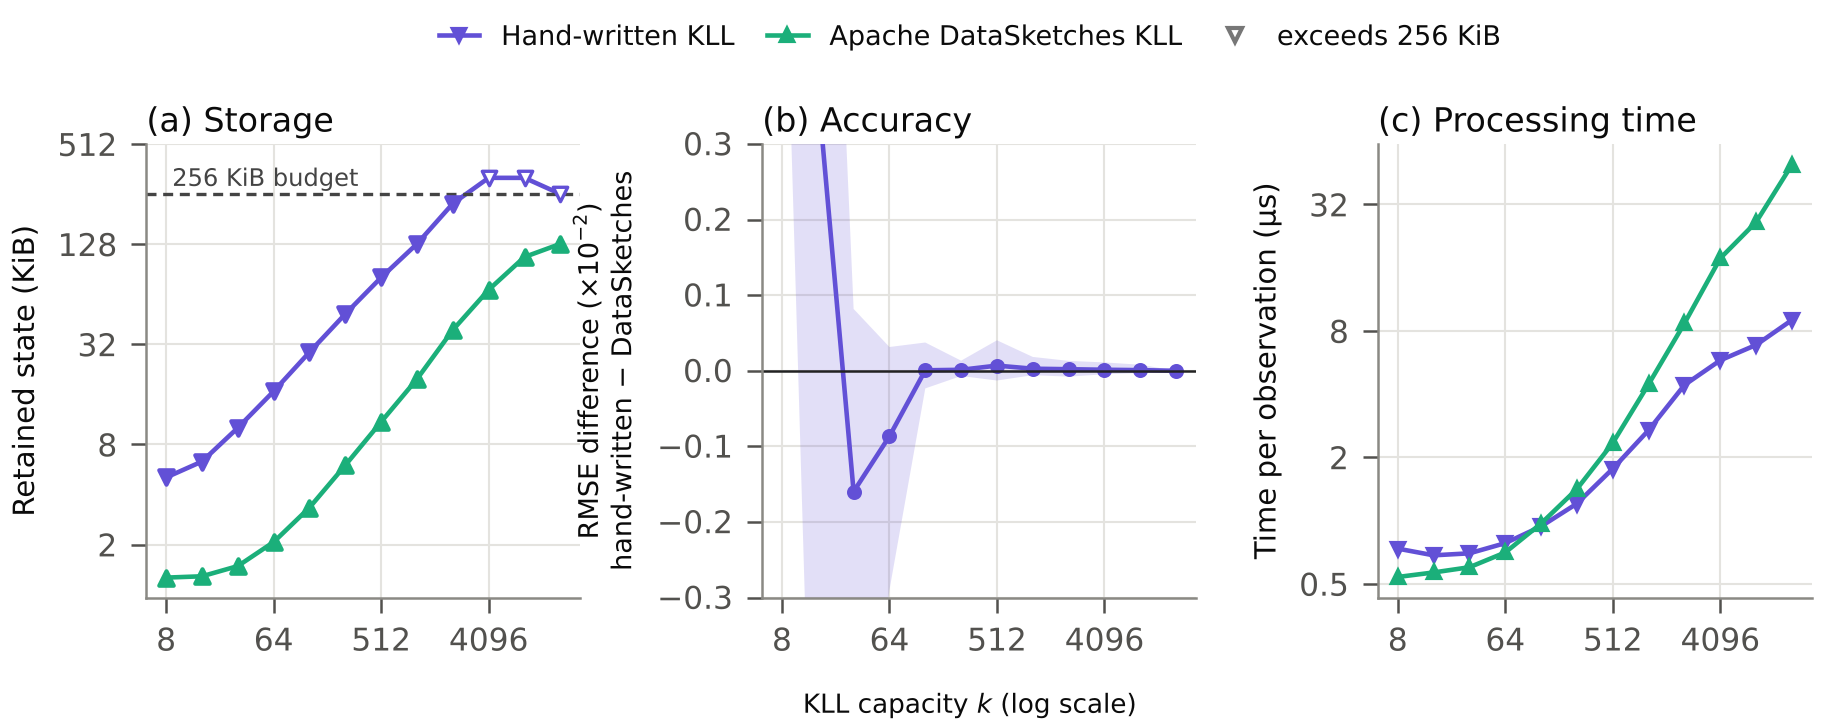 Hand-written KLL
Apache DataSketches KLL
exceeds 256 KiB
(a) Storage
512
128
32
8
2
256 KiB budget
Retained state (KiB)
8
64
512
4096
(b) Accuracy
0.3
0.2
0.1
0.0
−0.1
−0.2
−0.3
RMSE difference (×10⁻²)
hand-written − DataSketches
8
64
512
4096
(c) Processing time
32
8
2
0.5
Time per observation (µs)
8
64
512
4096
KLL capacity k (log scale)